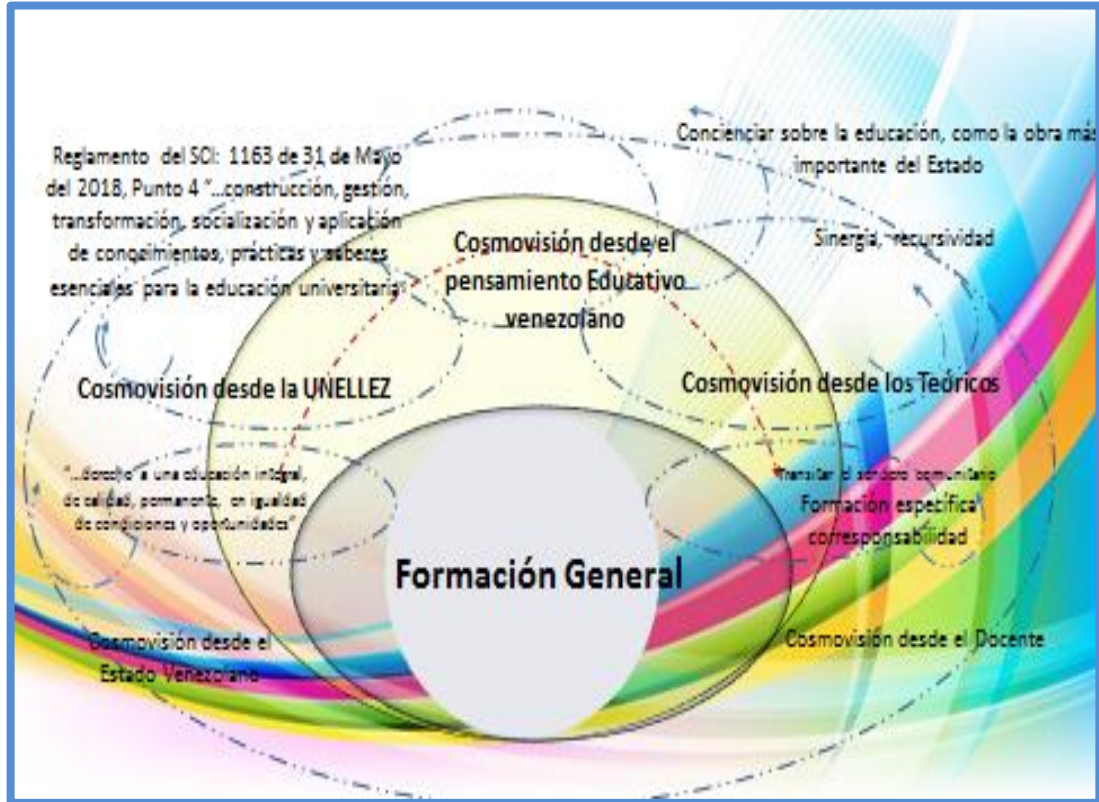 Reglamento del SCI: 1163 de 31 de Mayo
del 2018, Punto 4 "...construcción, gestión,
transformación, socialización y aplicación
de conocimientos, prácticas y saberes
esenciales para la educación universitaria"
Concienciar sobre la educación, como la obra más
importante del Estado
Sinergia, recursividad
Cosmovisión desde el
pensamiento Educativo
venezolano
Cosmovisión desde la UNELLEZ
Cosmovisión desde los Teóricos
"...derecho a una educación integral,
de calidad, permanente, en igualdad
de condiciones y oportunidades"
Transitar el sendero comunitario
Formación específica
corresponsabilidad
Formación General
Cosmovisión desde el
Estado Venezolano
Cosmovisión desde el Docente